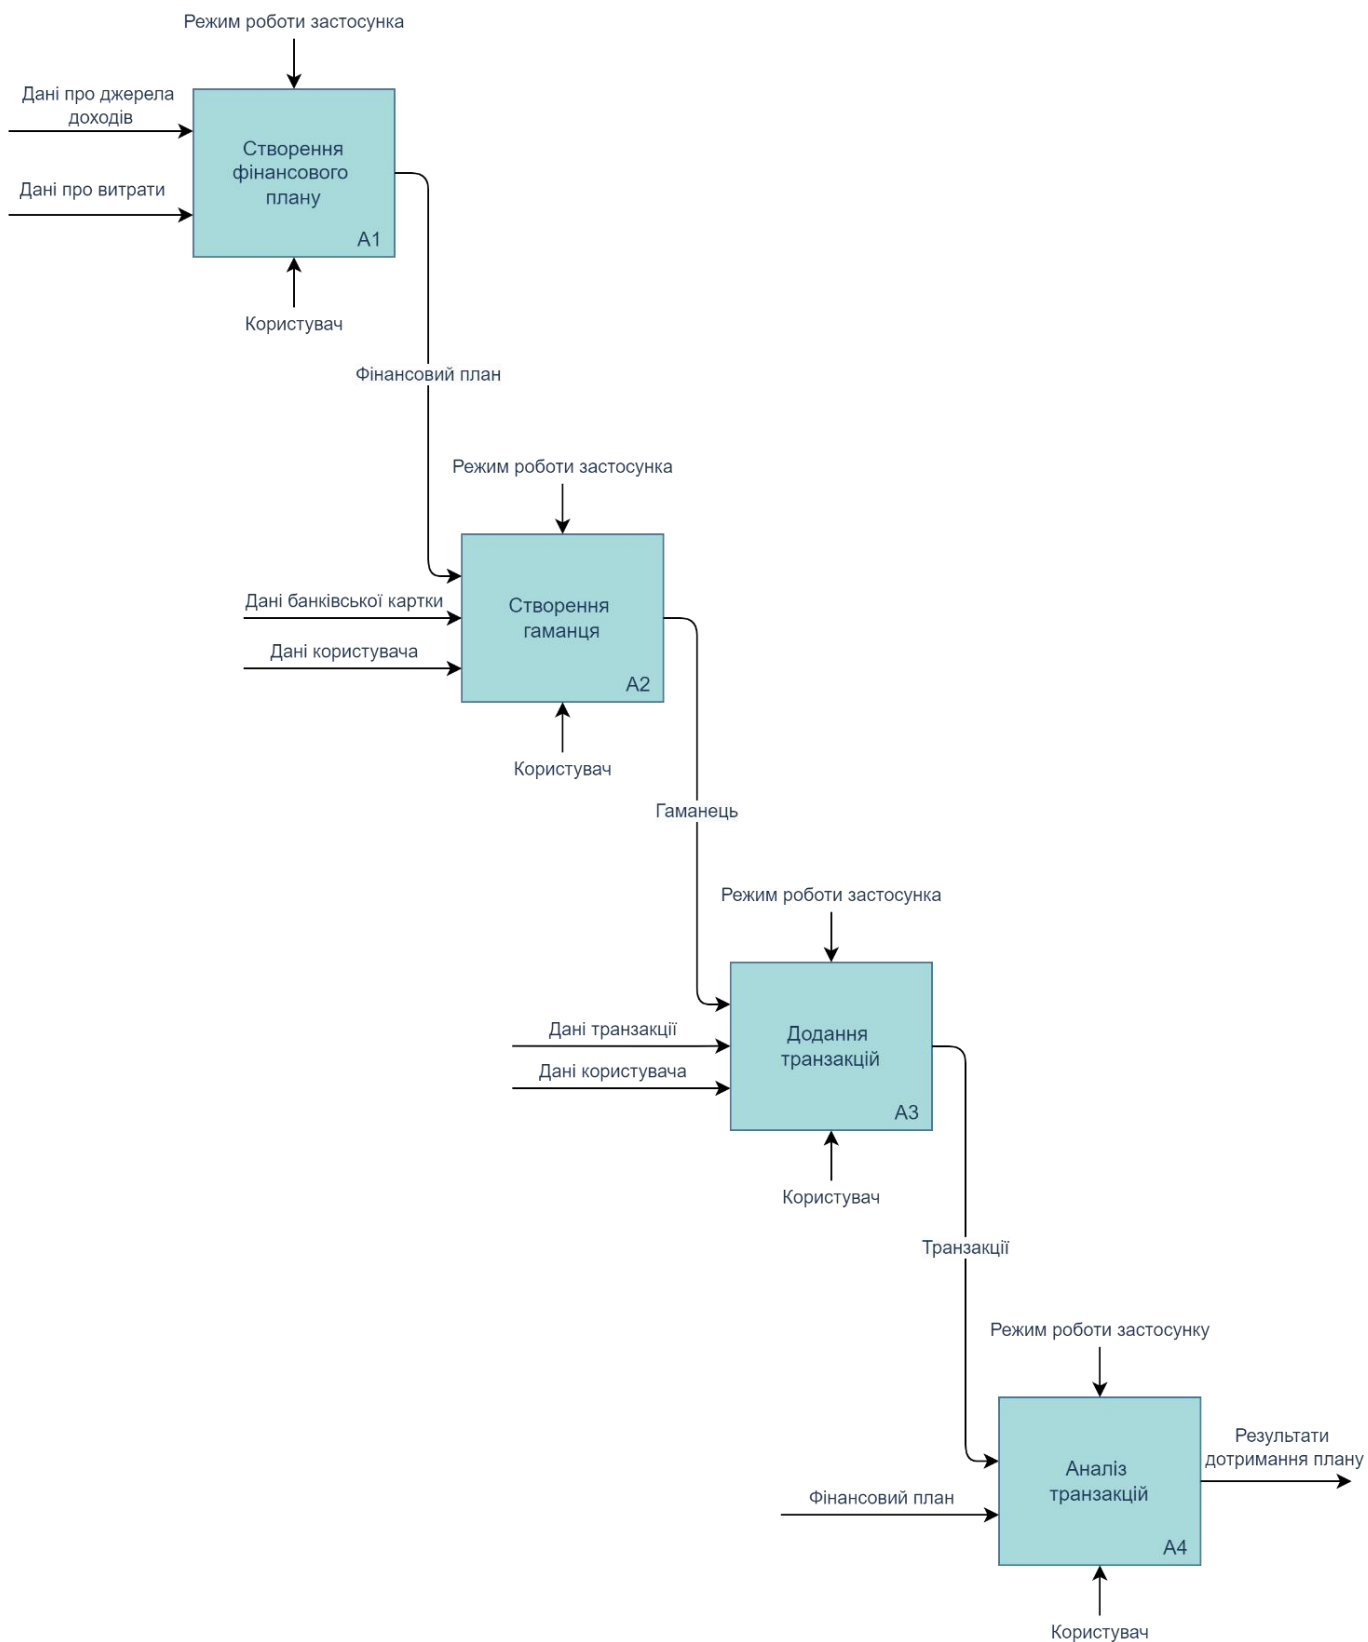 Режим роботи застосунка
Дані про джерела
доходів
Дані про витрати
Створення
фінансового
плану
A1
Користувач
Фінансовий план
Режим роботи застосунка
Дані банківської картки
Дані користувача
Створення
гаманця
A2
Користувач
Гаманець
Режим роботи застосунка
Дані транзакції
Дані користувача
Додання
транзакцій
A3
Користувач
Транзакції
Режим роботи застосунку
Фінансовий план
Аналіз
транзакцій
A4
Результати
дотримання плану
Користувач